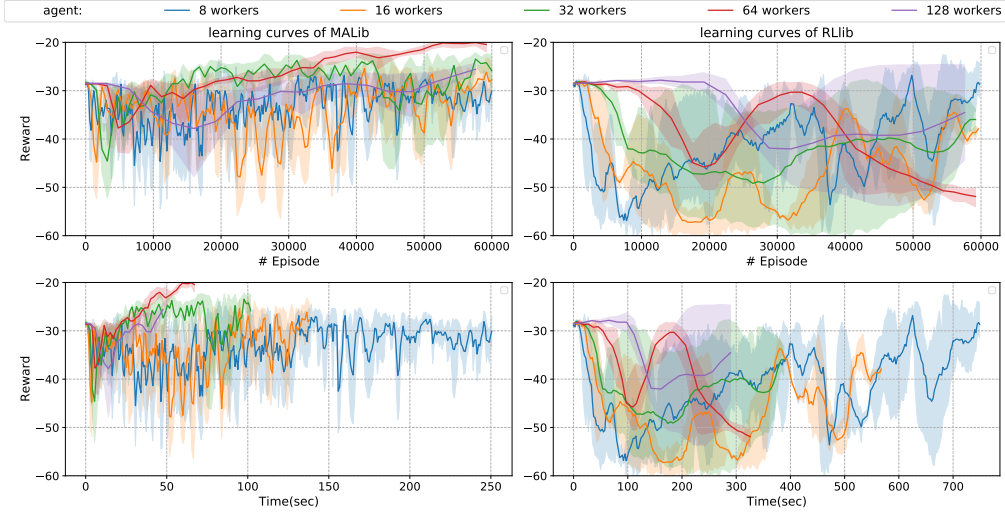 agent: 8 workers 16 workers 32 workers 64 workers 128 workers
learning curves of MALib
learning curves of RLlib
−20
−30
−40
−50
−60
Reward
0 10000 20000 30000 40000 50000 60000
# Episode
−20
−30
−40
−50
−60
0 10000 20000 30000 40000 50000 60000
# Episode
−20
−30
−40
−50
−60
Reward
0 50 100 150 200 250
Time(sec)
−20
−30
−40
−50
−60
0 100 200 300 400 500 600 700
Time(sec)